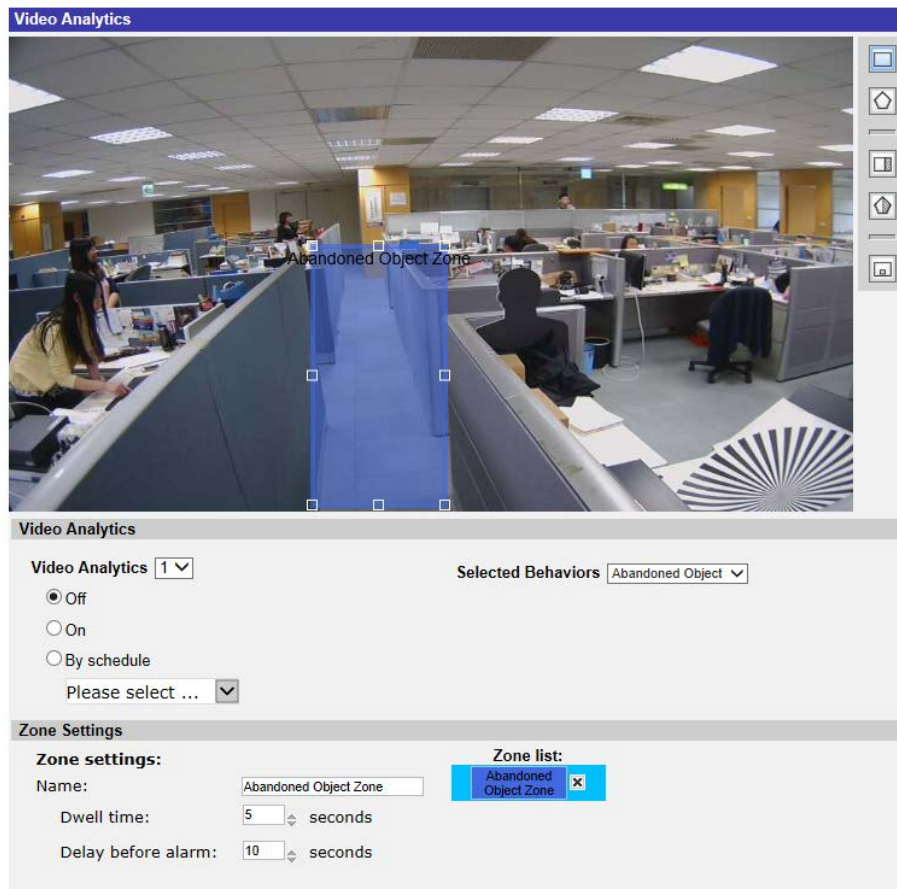 Video Analytics
Abandoned Object Zone
Video Analytics
Video Analytics 1
Selected Behaviors Abandoned Object
Off
On
By schedule
Please select ...
Zone Settings
Zone settings:
Zone list:
Name: Abandoned Object Zone
Abandoned
Object Zone
Dwell time: 5 seconds
Delay before alarm: 10 seconds